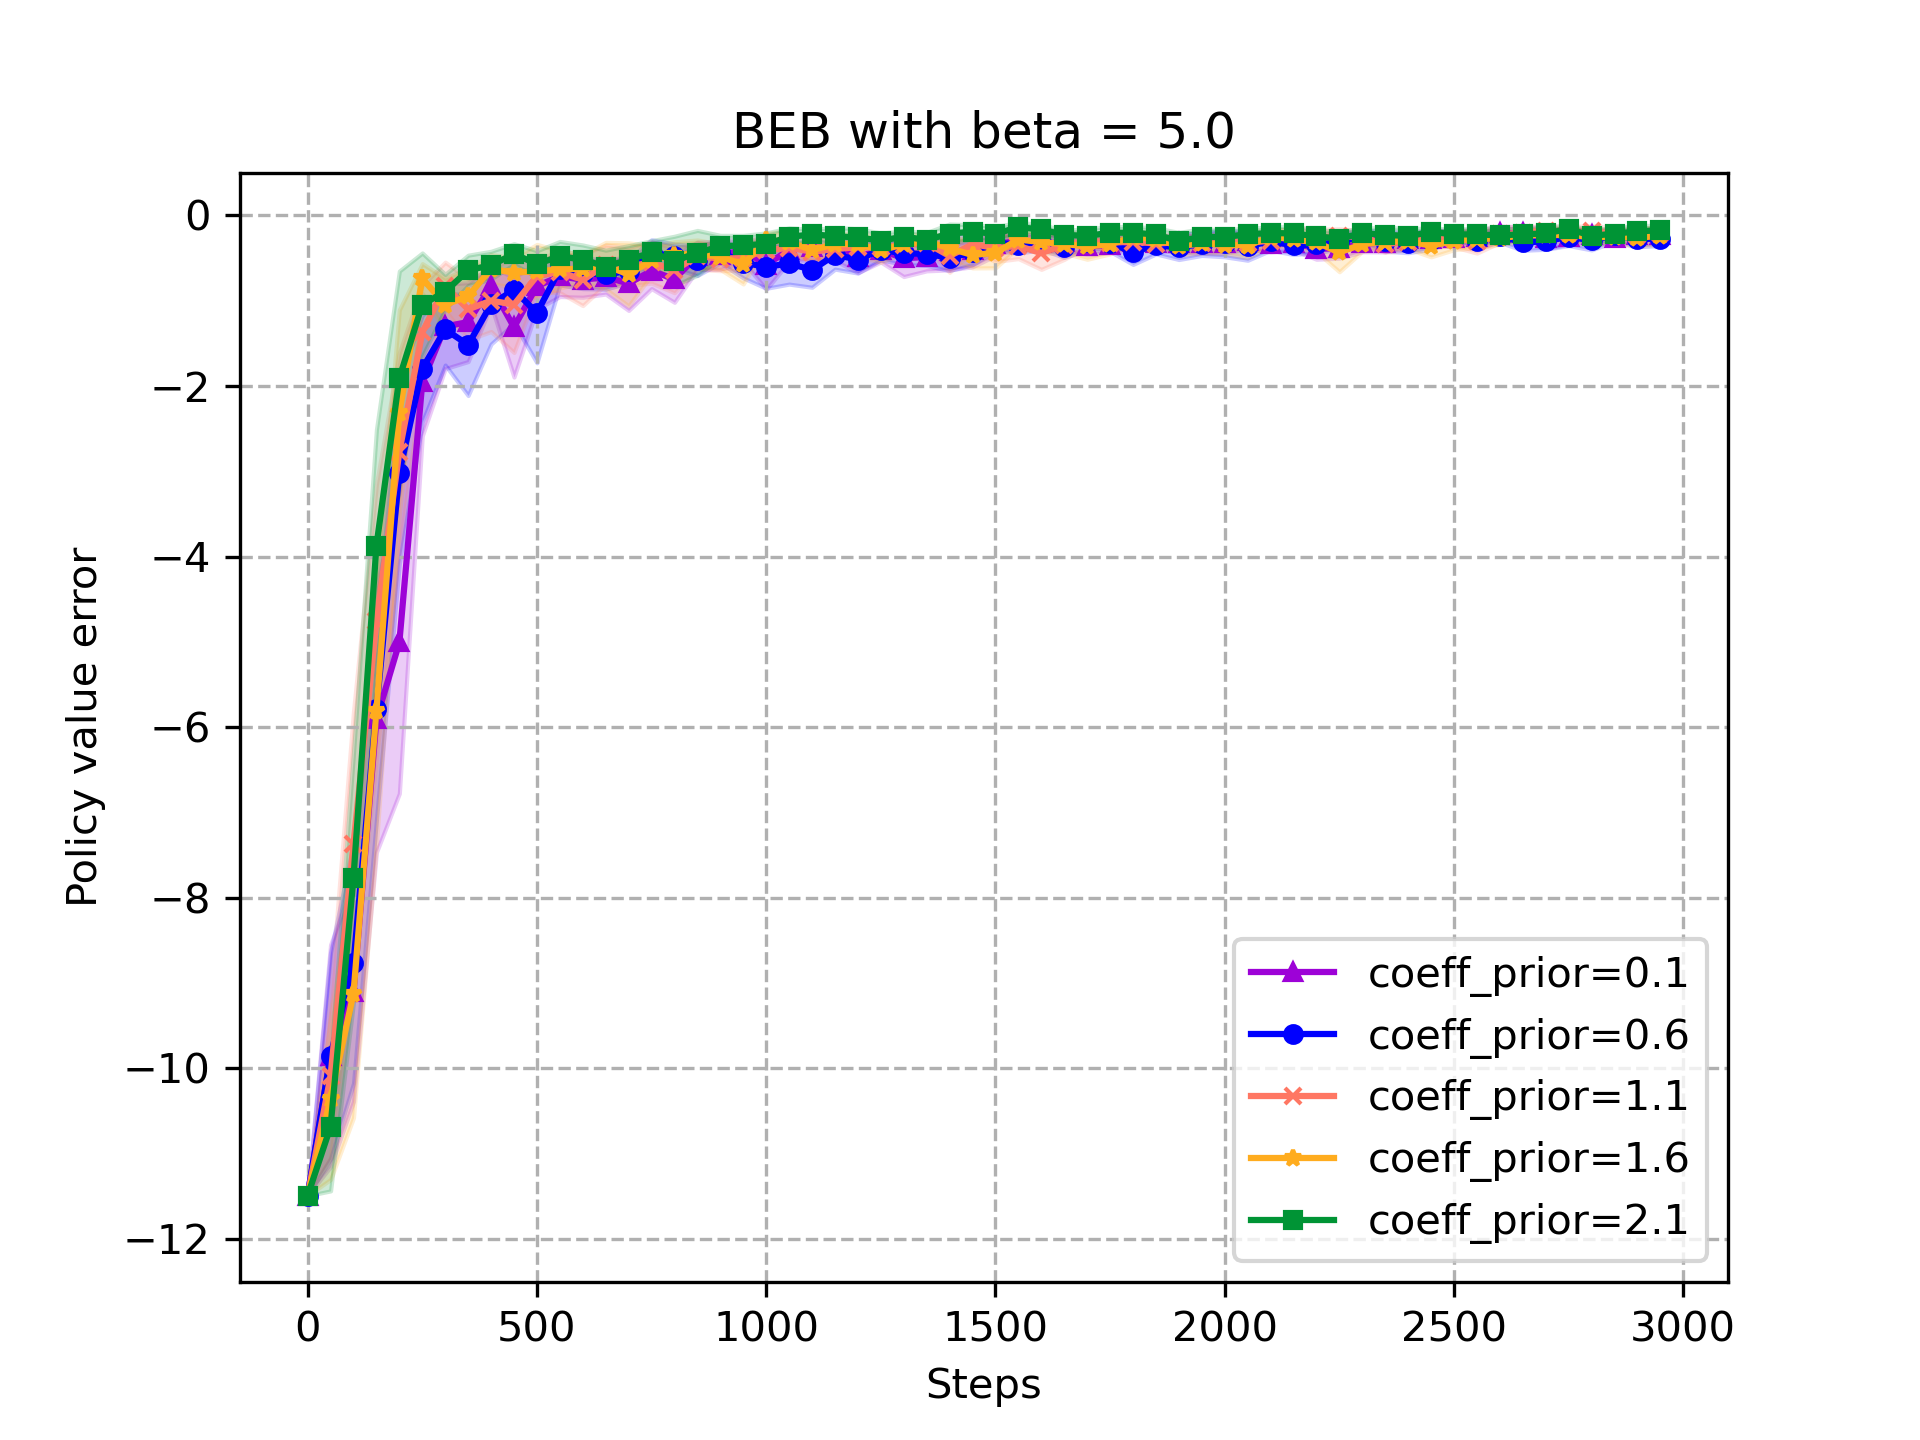 BEB with beta = 5.0
Policy value error
0
−2
−4
−6
−8
−10
−12
coeff_prior=0.1
coeff_prior=0.6
coeff_prior=1.1
coeff_prior=1.6
coeff_prior=2.1
0 500 1000 1500 2000 2500 3000
Steps